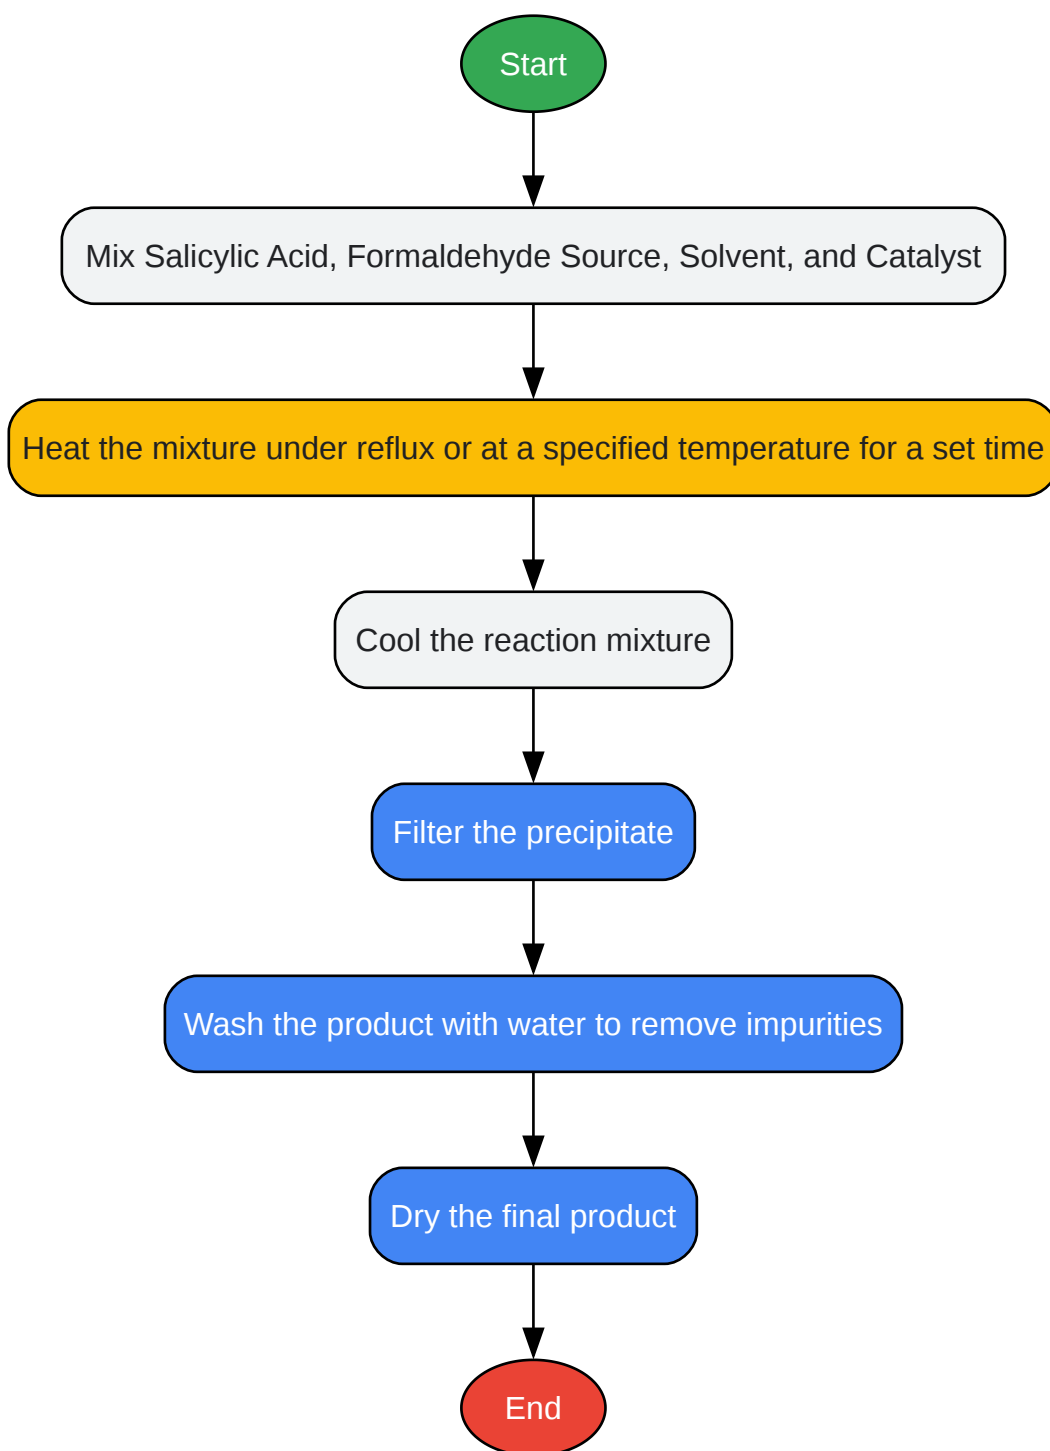 Start
Mix Salicylic Acid, Formaldehyde Source, Solvent, and Catalyst
Heat the mixture under reflux or at a specified temperature for a set time
Cool the reaction mixture
Filter the precipitate
Wash the product with water to remove impurities
Dry the final product
End